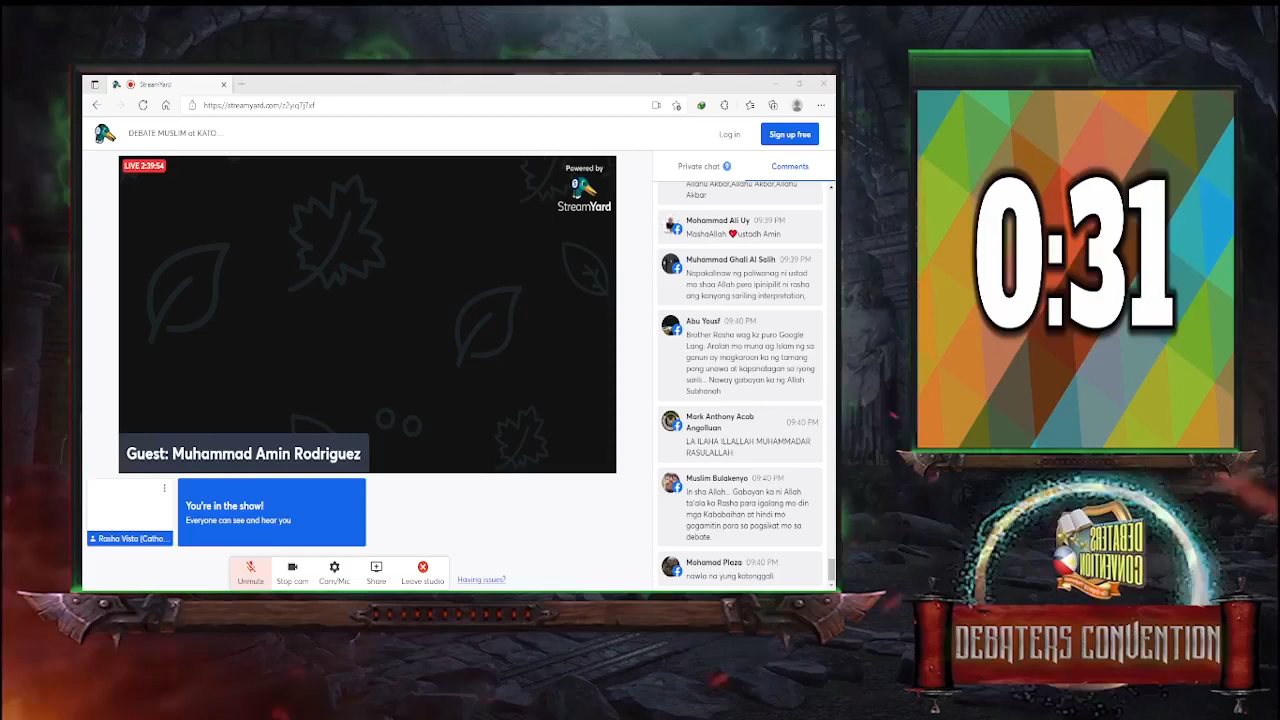 StreamYard
https://streamyard.com/z2yiq7j7xf
DEBATE MUSLIM at KATO...
Log in
Sign up free
LIVE 2:39:54
Powered by
StreamYard
Guest: Muhammad Amin Rodriguez
Rasha Vista (Catho...
You're in the show!
Everyone can see and hear you
Unmute
Stop cam
Cam/Mic
Share
Leave studio
Having issues?
Private chat
Comments
Allahu Akbar,Allahu Akbar,Allahu
Akbar
Mohammad Ali Uy 09:39 PM
MashaAllah ❤ustadh Amin
Muhammad Ghali Al Salih 09:39 PM
Napakalinaw ng paliwanag ni ustad
ma shaa Allah pero ipinipilit ni rasha
ang kanyang sariling interpretation,
Abu Yousf 09:40 PM
Brother Rasha wag kz puro Google
Lang. Aralan mo muna ag Islam ng sa
ganun ay magkaroon ka ng tamang
pang unawa at kapanatagan sa iyong
sarili... Naway gabayan ka ng Allah
Subhanah
Mark Anthony Acob
Angolluan 09:40 PM
LA ILAHA ILLALLAH MUHAMMADAR
RASULALLAH
Muslim Bulakenyo 09:40 PM
In sha Allah... Gabayan ka ni Allah
ta'ala ka Rasha para igalang mo din
mga Kababaihan at hindi mo
gagamitin para sa pagsikat mo sa
debate.
Mohamad Plaza 09:40 PM
nawla na yung katonggali
0:31
DEBATERS
CONVENTION
DEBATERS CONVENTION